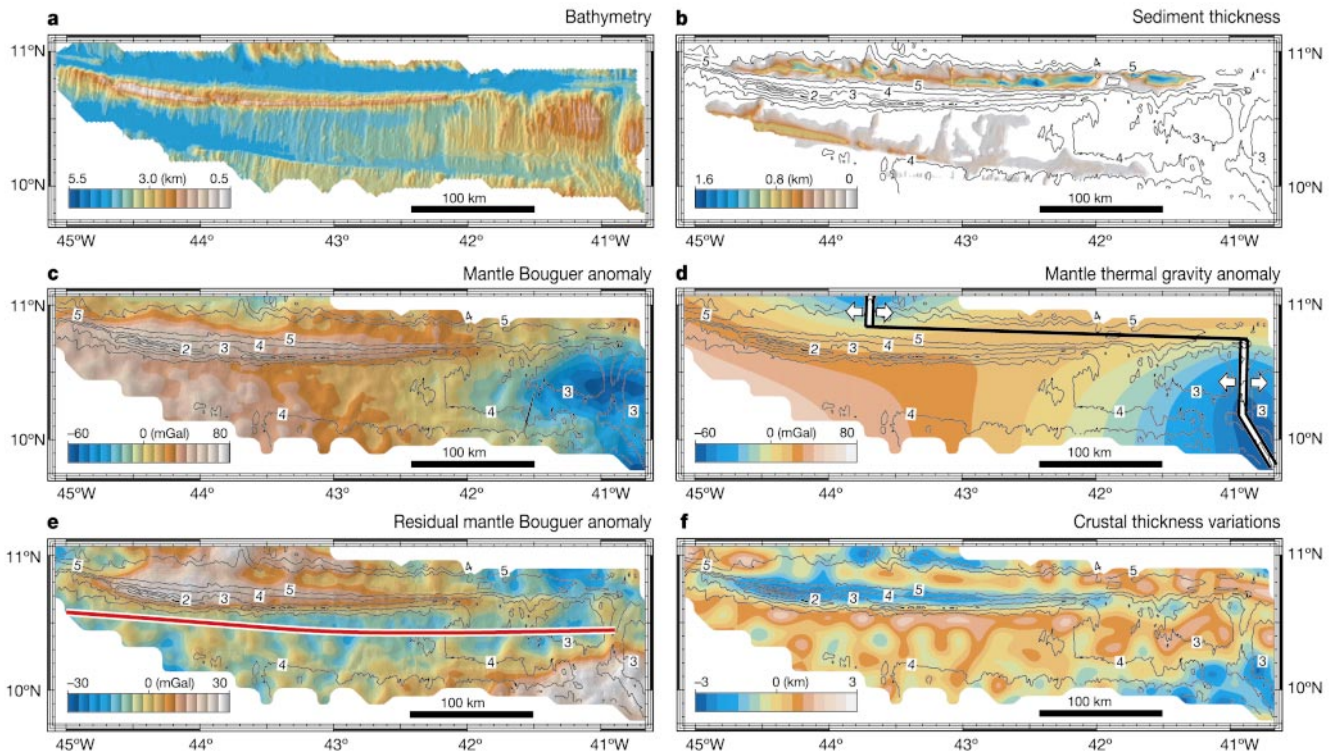 a Bathymetry
11°N
10°N
5.5 3.0 (km) 0.5
100 km
45°W 44° 43° 42° 41°W
b Sediment thickness
4 5
5
2 3 4 5
3
4 3
1.6 0.8 (km) 0
100 km
11°N
10°N
45°W 44° 43° 42° 41°W
c Mantle Bouguer anomaly
11°N
10°N
5 4 5
2 3 4 5
3
4 3
–60 0 (mGal) 80
100 km
45°W 44° 43° 42° 41°W
d Mantle thermal gravity anomaly
5 4 5
2 3 4 5
3
4 3
–60 0 (mGal) 80
100 km
11°N
10°N
45°W 44° 43° 42° 41°W
e Residual mantle Bouguer anomaly
11°N
10°N
5 4 5
2 3 4 5
3
4 3
–30 0 (mGal) 30
100 km
45°W 44° 43° 42° 41°W
f Crustal thickness variations
5 4 5
2 3 4 5
3
4 3
–3 0 (km) 3
100 km
11°N
10°N
45°W 44° 43° 42° 41°W